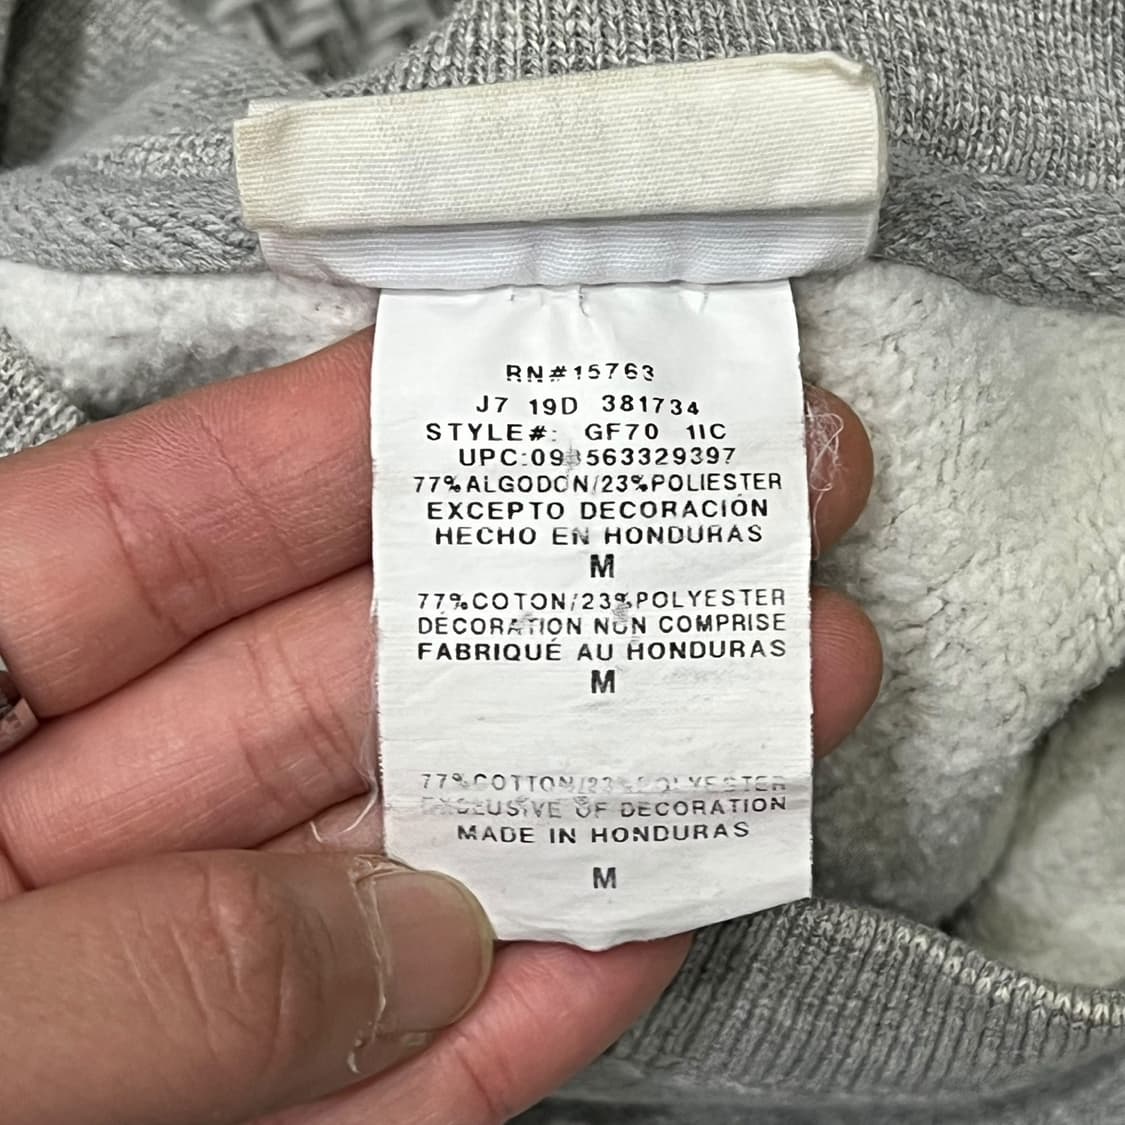 RN#15763
J7 19D 381734
STYLE#: GF70 1IC
77%ALGODON/23%POLIESTER
EXCEPTO DECORACIÓN
HECHO EN HONDURAS
M
77%COTON/23%POLYESTER
DÉCORATION NON COMPRISE
FABRIQUÉ AU HONDURAS
M
77%COTTON/23%POLYESTER
EXCLUSIVE OF DECORATION
MADE IN HONDURAS
M